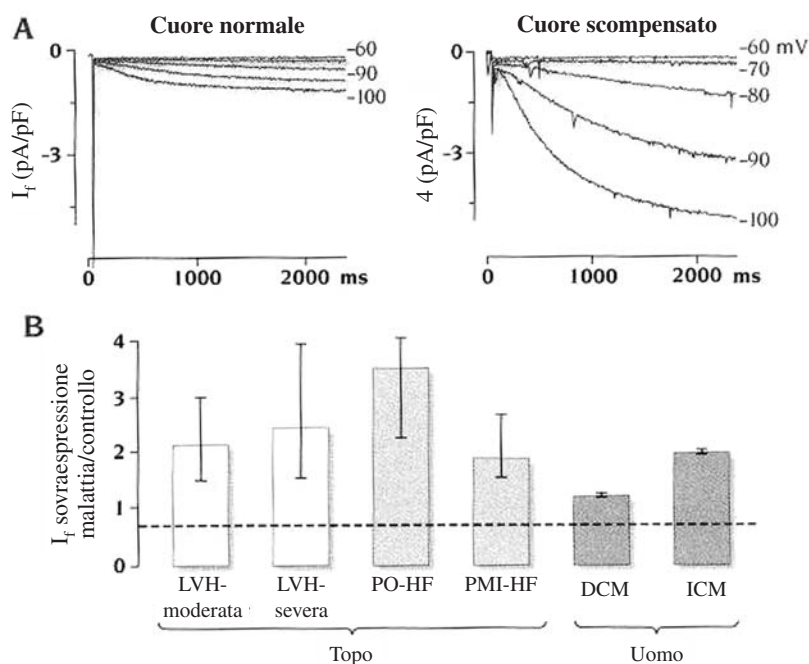 A
Cuore normale
I_f (pA/pF)
0
-3
-60
-90
-100
0
1000
2000 ms
Cuore scompensato
4 (pA/pF)
0
-3
-60 mV
-70
-80
-90
-100
0
1000
2000 ms
B
I_f sovraespressione
malattia/controllo
4
3
2
1
0
LVH-
moderata
LVH-
severa
PO-HF
PMI-HF
DCM
ICM
Topo
Uomo